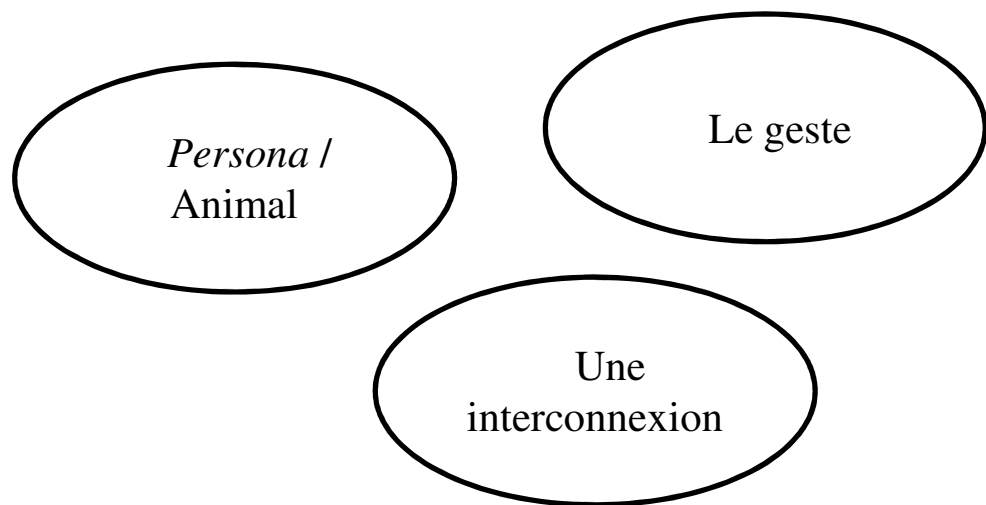 Persona /
Animal
Le geste
Une
interconnexion